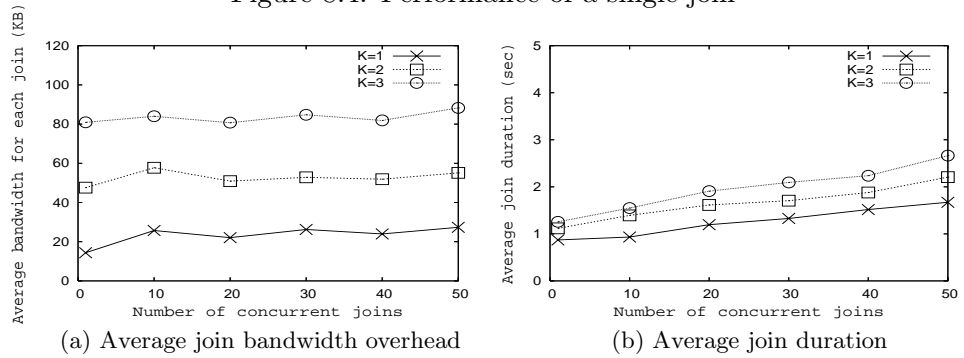 Figure 8.4: Performance of a single join
Average bandwidth for each join (KB)
120
100
80
60
40
20
0
K=1
K=2
K=3
0 10 20 30 40 50
Number of concurrent joins
(a) Average join bandwidth overhead
Average join duration (sec)
5
4
3
2
1
0
K=1
K=2
K=3
0 10 20 30 40 50
Number of concurrent joins
(b) Average join duration